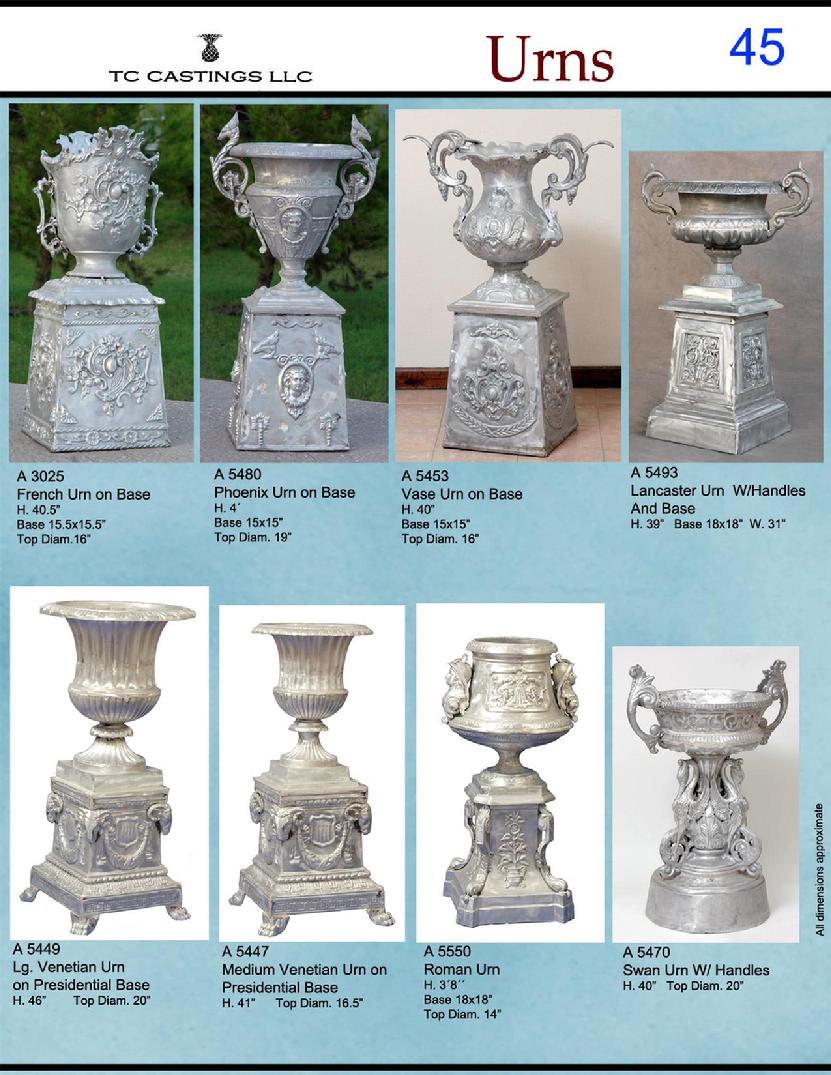 TC CASTINGS LLC
Urns
45
A 3025
French Urn on Base
H. 40.5"
Base 15.5x15.5"
Top Diam.16"
A 5480
Phoenix Urn on Base
H. 4´
Base 15x15"
Top Diam. 19"
A 5453
Vase Urn on Base
H. 40"
Base 15x15"
Top Diam. 16"
A 5493
Lancaster Urn W/Handles
And Base
H. 39" Base 18x18" W. 31"
A 5449
Lg. Venetian Urn
on Presidential Base
H. 46" Top Diam. 20"
A 5447
Medium Venetian Urn on
Presidential Base
H. 41" Top Diam. 16.5"
A 5550
Roman Urn
H. 3´8´´
Base 18x18"
Top Diam. 14"
A 5470
Swan Urn W/ Handles
H. 40" Top Diam. 20"
All dimensions approximate